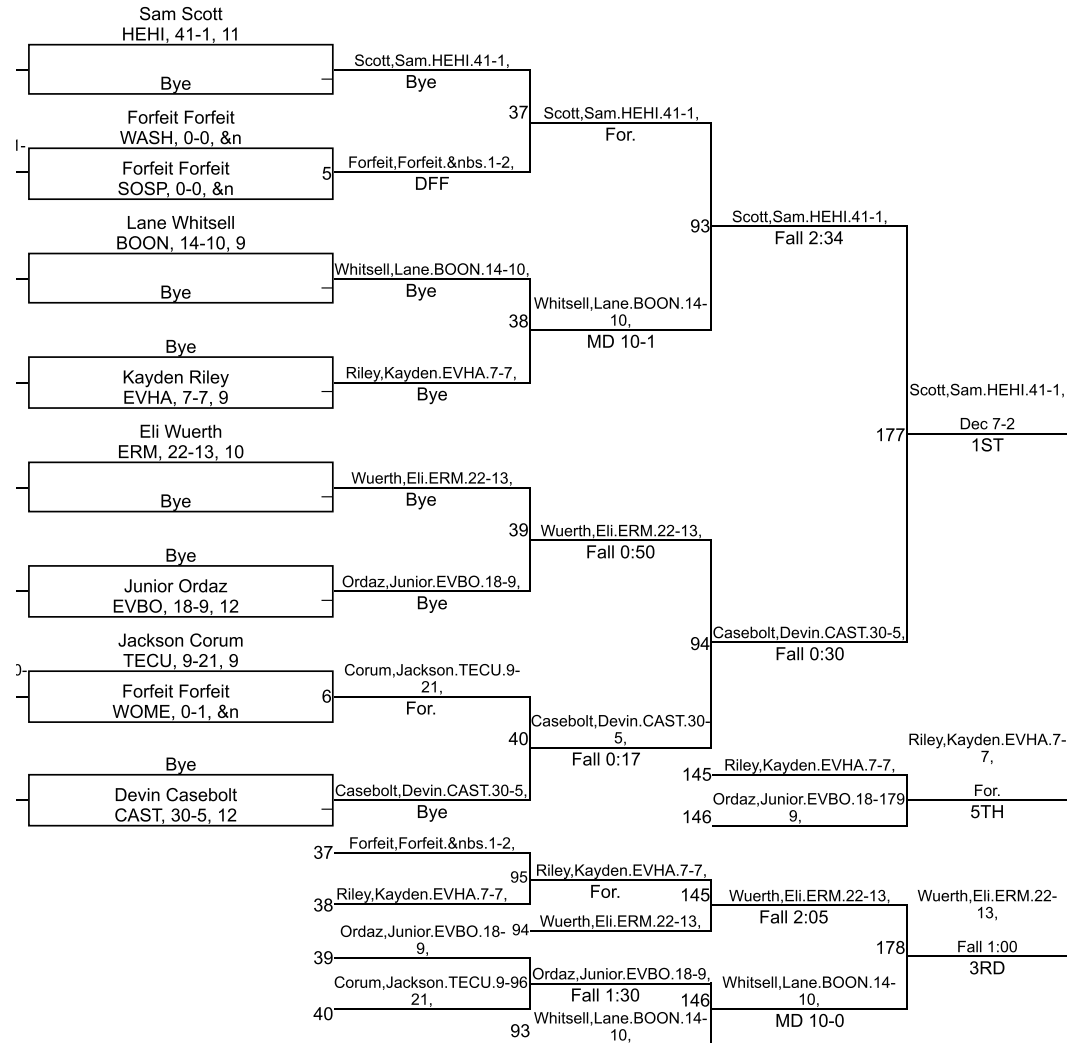 Sam Scott
HEHI, 41-1, 11
Bye
Scott,Sam.HEHI.41-1,
Bye
37
Scott,Sam.HEHI.41-1,
For.
Forfeit Forfeit
WASH, 0-0, &n
Forfeit Forfeit
SOSP, 0-0, &n
5
Forfeit,Forfeit.&nbs.1-2,
DFF
93
Scott,Sam.HEHI.41-1,
Fall 2:34
Lane Whitsell
BOON, 14-10, 9
Bye
Whitsell,Lane.BOON.14-10,
Bye
38
Whitsell,Lane.BOON.14-
10,
MD 10-1
Bye
Kayden Riley
EVHA, 7-7, 9
Riley,Kayden.EVHA.7-7,
Bye
177
Scott,Sam.HEHI.41-1,
Dec 7-2
1ST
Eli Wuerth
ERM, 22-13, 10
Bye
Wuerth,Eli.ERM.22-13,
Bye
39
Wuerth,Eli.ERM.22-13,
Fall 0:50
Bye
Junior Ordaz
EVBO, 18-9, 12
Ordaz,Junior.EVBO.18-9,
Bye
94
Casebolt,Devin.CAST.30-5,
Fall 0:30
Jackson Corum
TECU, 9-21, 9
0-
Forfeit Forfeit
WOME, 0-1, &n
6
Corum,Jackson.TECU.9-
21,
For.
40
Casebolt,Devin.CAST.30-
5,
Fall 0:17
Bye
Devin Casebolt
CAST, 30-5, 12
Casebolt,Devin.CAST.30-5,
Bye
145
Riley,Kayden.EVHA.7-7,
146
Ordaz,Junior.EVBO.18-179
9,
Riley,Kayden.EVHA.7-
7,
For.
5TH
37
Forfeit,Forfeit.&nbs.1-2,
95
Riley,Kayden.EVHA.7-7,
For.
38
Riley,Kayden.EVHA.7-7,
145
Wuerth,Eli.ERM.22-13,
Fall 2:05
94
Wuerth,Eli.ERM.22-13,
Ordaz,Junior.EVBO.18-
9,
39
178
Wuerth,Eli.ERM.22-
13,
Fall 1:00
3RD
Corum,Jackson.TECU.9-96
21,
40
Ordaz,Junior.EVBO.18-9,
Fall 1:30
146
Whitsell,Lane.BOON.14-
10,
MD 10-0
93
Whitsell,Lane.BOON.14-
10,